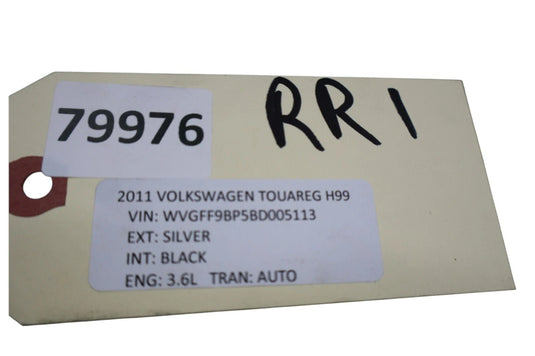 79976
RR1
2011 VOLKSWAGEN TOUAREG H99
VIN: WVGFF9BP5BD005113
EXT: SILVER
INT: BLACK
ENG: 3.6L TRAN: AUTO